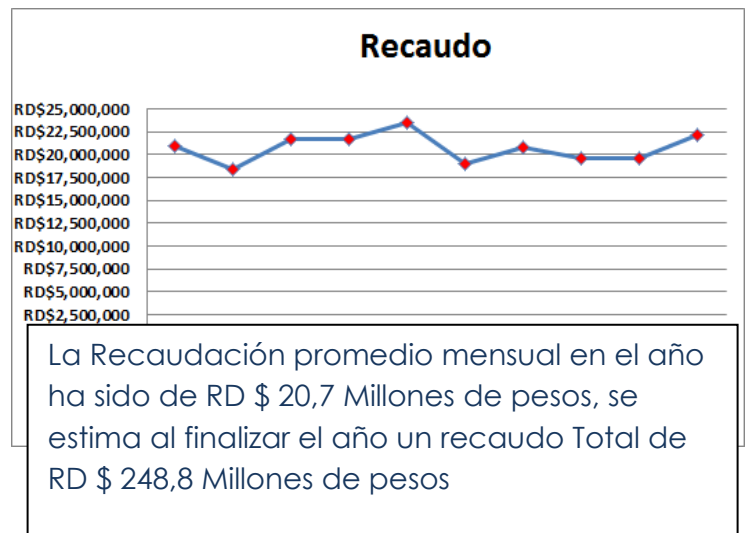 Recaudo
RD$25,000,000
RD$22,500,000
RD$20,000,000
RD$17,500,000
RD$15,000,000
RD$12,500,000
RD$10,000,000
RD$7,500,000
RD$5,000,000
RD$2,500,000
La Recaudación promedio mensual en el año
ha sido de RD $ 20,7 Millones de pesos, se
estima al finalizar el año un recaudo Total de
RD $ 248,8 Millones de pesos